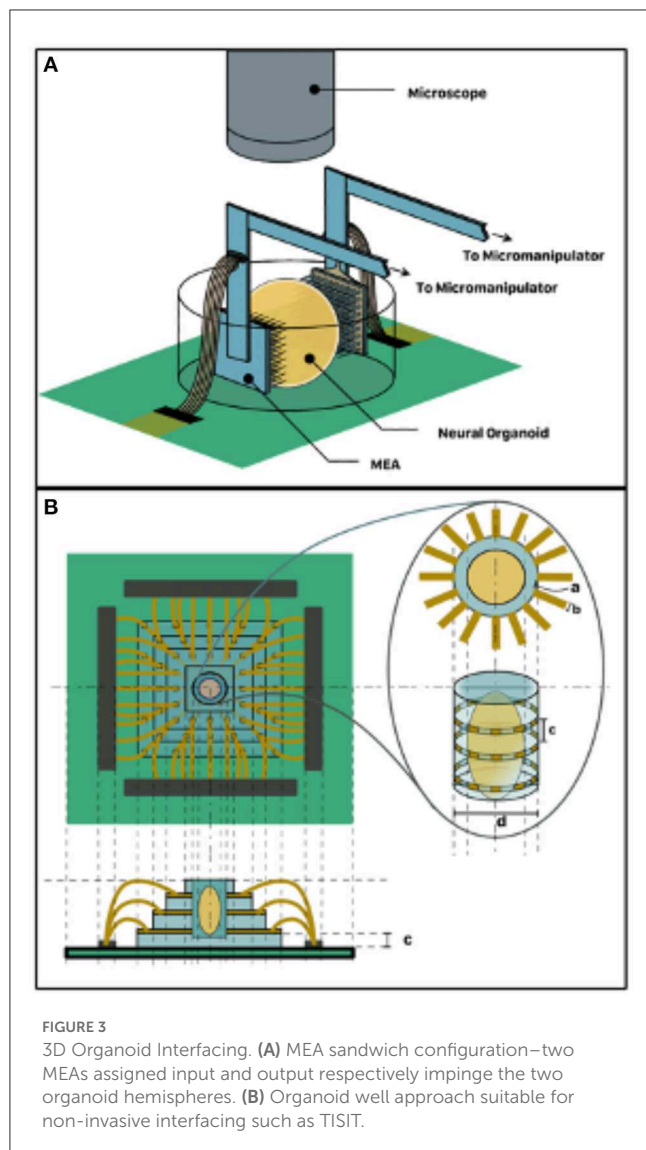 A
Microscope
To Micromanipulator
To Micromanipulator
Neural Organoid
MEA
B
a
b
c
d
c
FIGURE 3
3D Organoid Interfacing. (A) MEA sandwich configuration–two
MEAs assigned input and output respectively impinge the two
organoid hemispheres. (B) Organoid well approach suitable for
non-invasive interfacing such as TISIT.